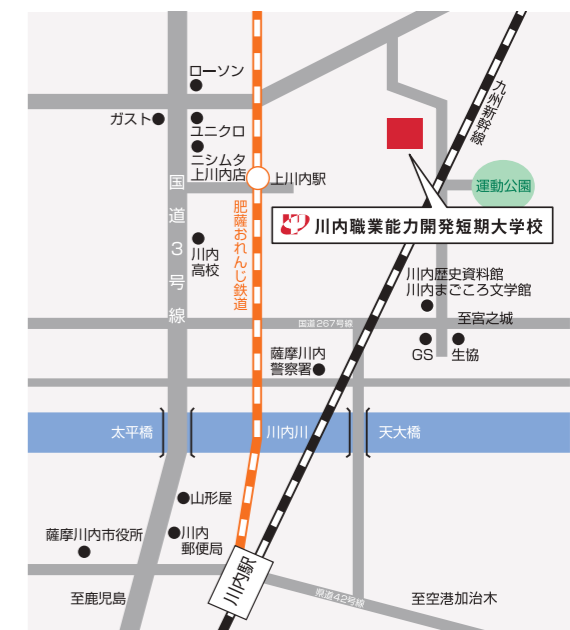 ローソン
ガスト
ユニクロ
ニシムタ
上川内店
上川内駅
九州新幹線
運動公園
国道3号線
肥薩おれんじ鉄道
川内職業能力開発短期大学校
川内
高校
川内歴史資料館
川内まごころ文学館
至宮之城
国道267号線
GS
生協
薩摩川内
警察署
太平橋
川内川
天大橋
山形屋
川内
郵便局
薩摩川内市役所
川内駅
至鹿児島
県道42号線
至空港加治木